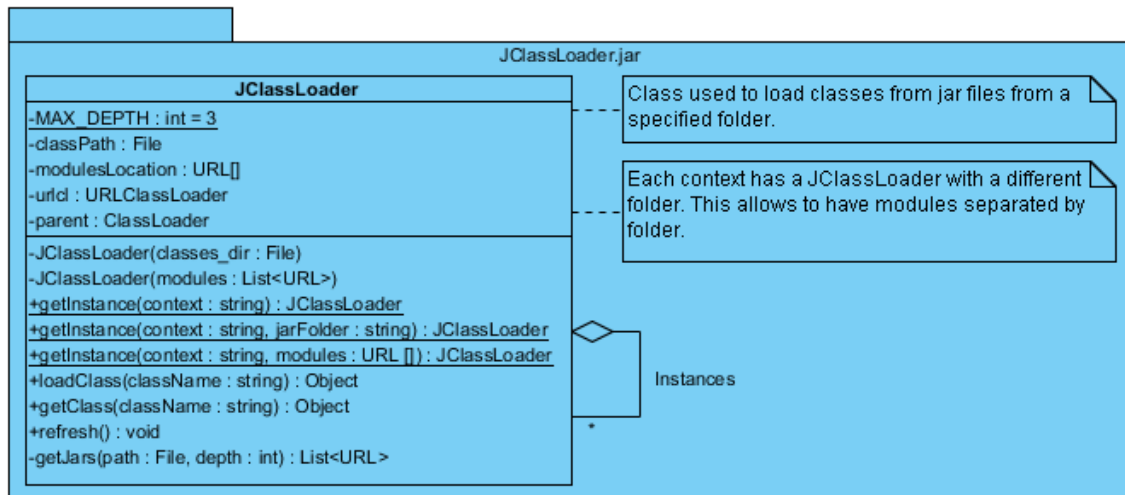 JClassLoader.jar
JClassLoader
-MAX_DEPTH : int = 3
-classPath : File
-modulesLocation : URL[]
-urlcl : URLClassLoader
-parent : ClassLoader
-JClassLoader(classes_dir : File)
-JClassLoader(modules : List<URL>)
+getInstance(context : string) : JClassLoader
+getInstance(context : string, jarFolder : string) : JClassLoader
+getInstance(context : string, modules : URL []) : JClassLoader
+loadClass(className : string) : Object
+getClass(className : string) : Object
+refresh() : void
-getJars(path : File, depth : int) : List<URL>
Class used to load classes from jar files from a
specified folder.
Each context has a JClassLoader with a different
folder. This allows to have modules separated by
folder.
Instances
*